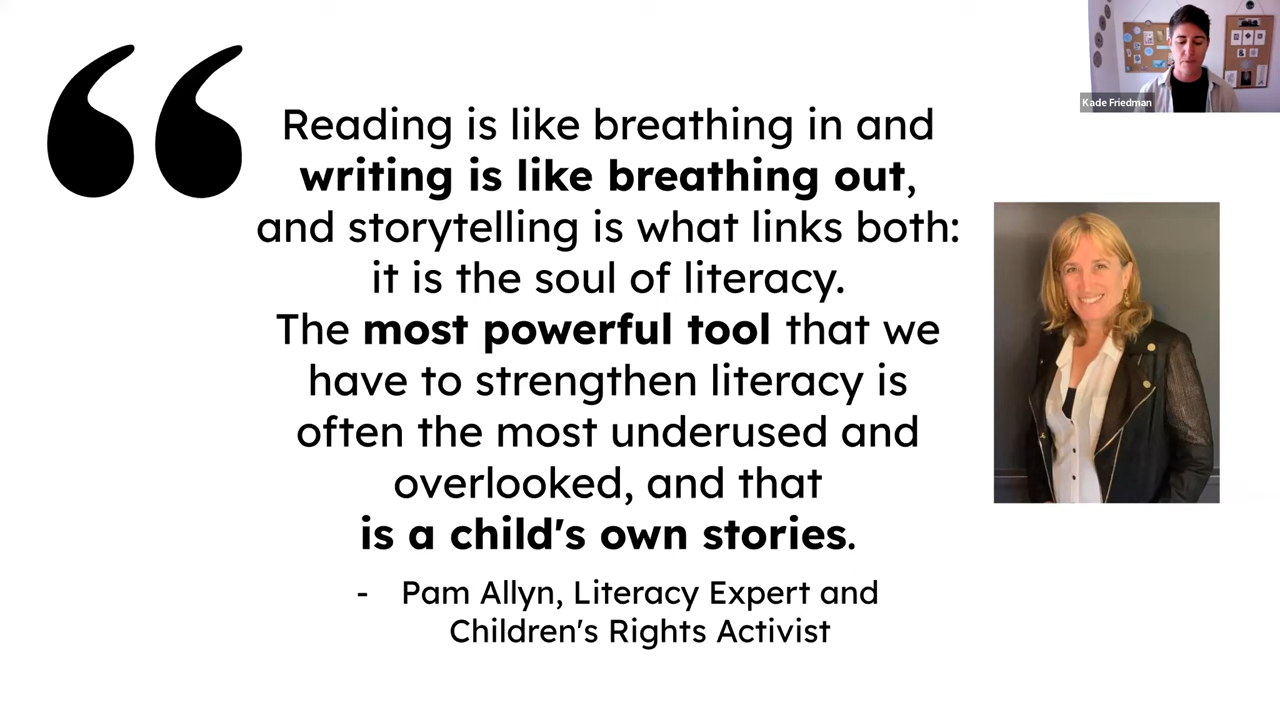 Reading is like breathing in and
writing is like breathing out,
and storytelling is what links both:
it is the soul of literacy.
The most powerful tool that we
have to strengthen literacy is
often the most underused and
overlooked, and that
is a child's own stories.
- Pam Allyn, Literacy Expert and
Children's Rights Activist
Kade Friedman